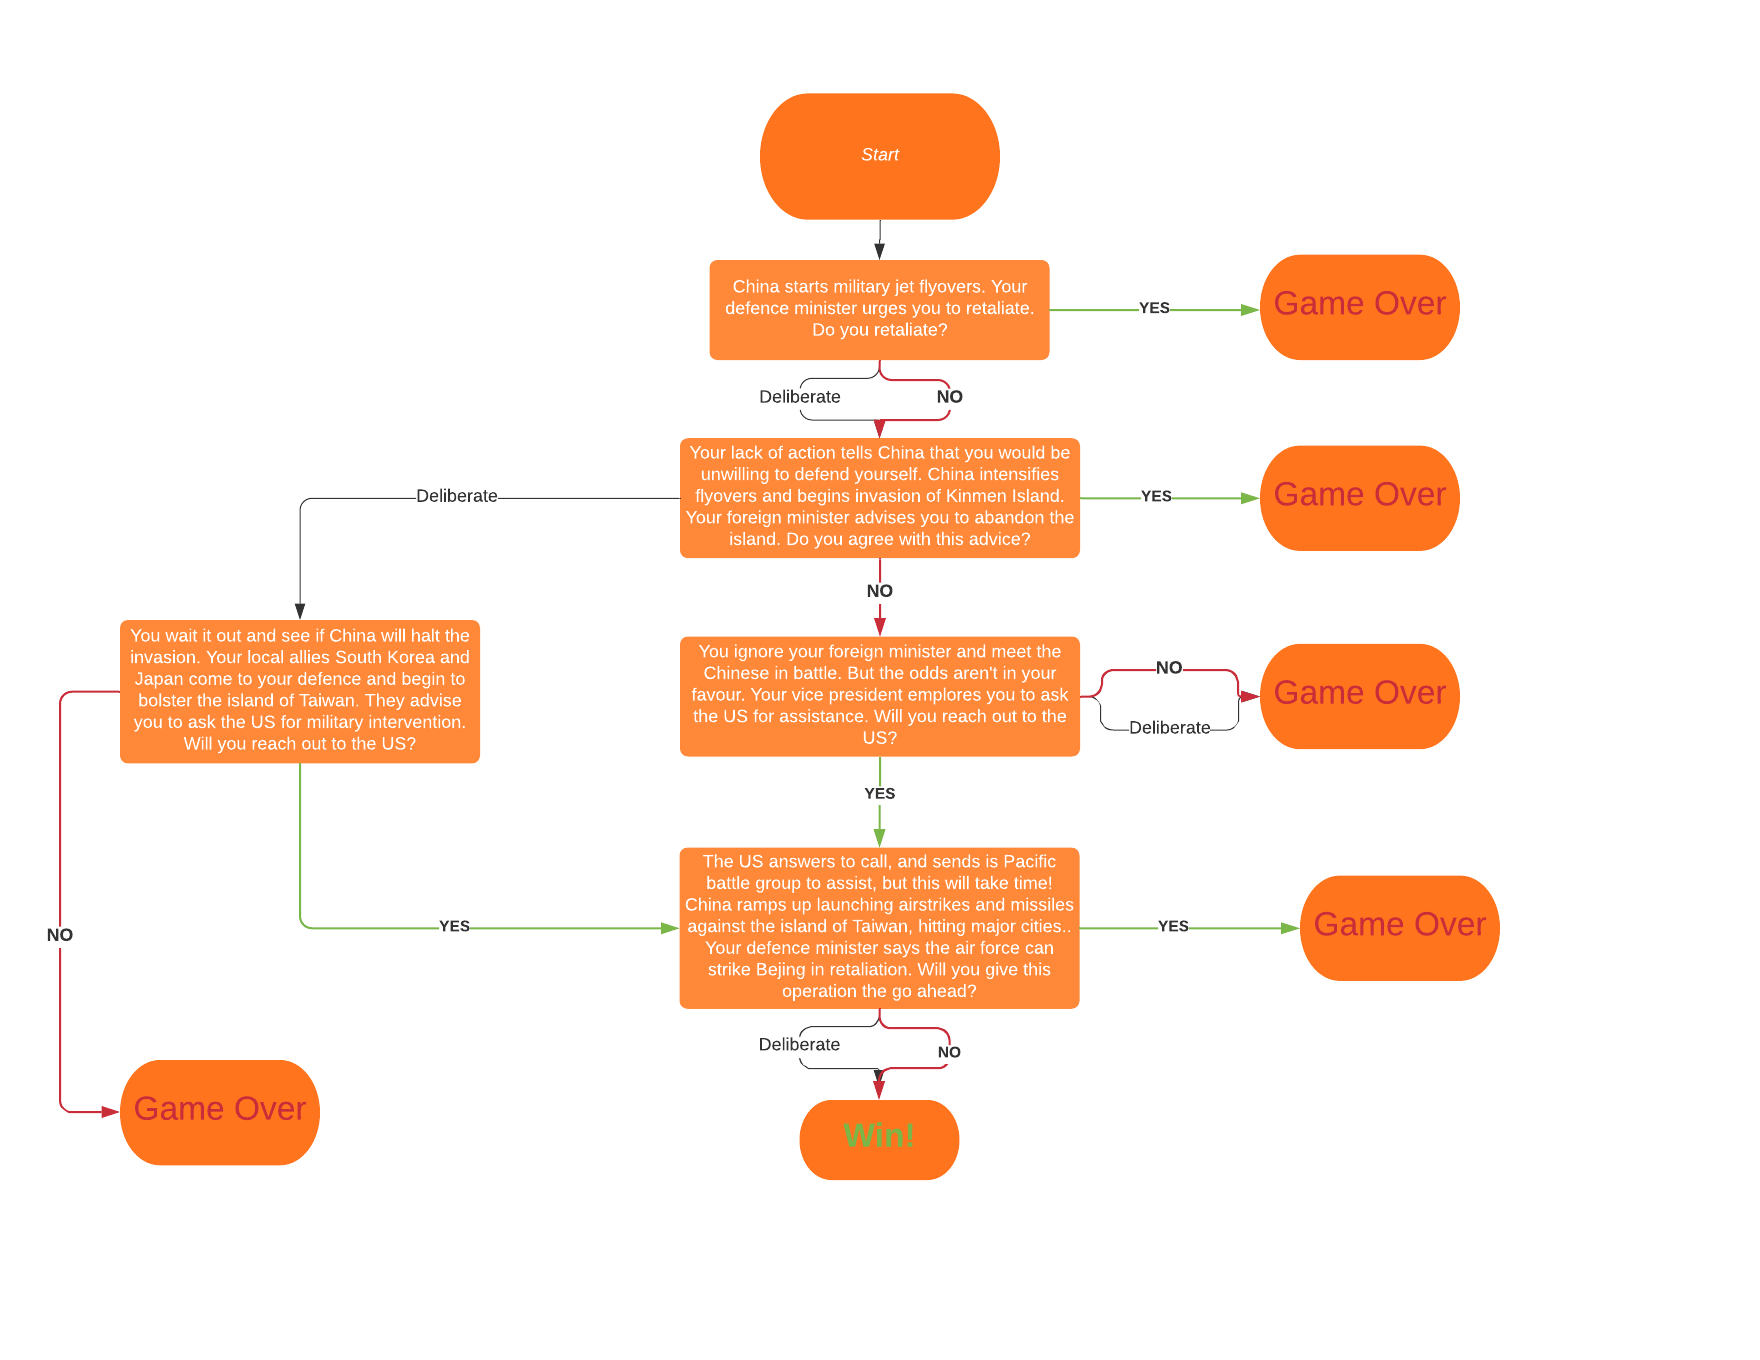 Start
China starts military jet flyovers. Your
defence minister urges you to retaliate.
Do you retaliate?
YES
Game Over
Deliberate
NO
Your lack of action tells China that you would be
unwilling to defend yourself. China intensifies
flyovers and begins invasion of Kinmen Island.
Your foreign minister advises you to abandon the
island. Do you agree with this advice?
Deliberate
YES
Game Over
NO
You wait it out and see if China will halt the
invasion. Your local allies South Korea and
Japan come to your defence and begin to
bolster the island of Taiwan. They advise
you to ask the US for military intervention.
Will you reach out to the US?
You ignore your foreign minister and meet the
Chinese in battle. But the odds aren't in your
favour. Your vice president emplores you to ask
the US for assistance. Will you reach out to the
US?
NO
Deliberate
Game Over
YES
The US answers to call, and sends is Pacific
battle group to assist, but this will take time!
China ramps up launching airstrikes and missiles
against the island of Taiwan, hitting major cities..
Your defence minister says the air force can
strike Bejing in retaliation. Will you give this
operation the go ahead?
NO
YES
YES
Game Over
Deliberate
NO
Game Over
Win!